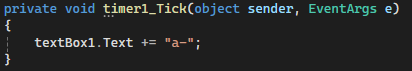 private void timer1_Tick(object sender, EventArgs e)
{
    textBox1.Text += "a-";
}